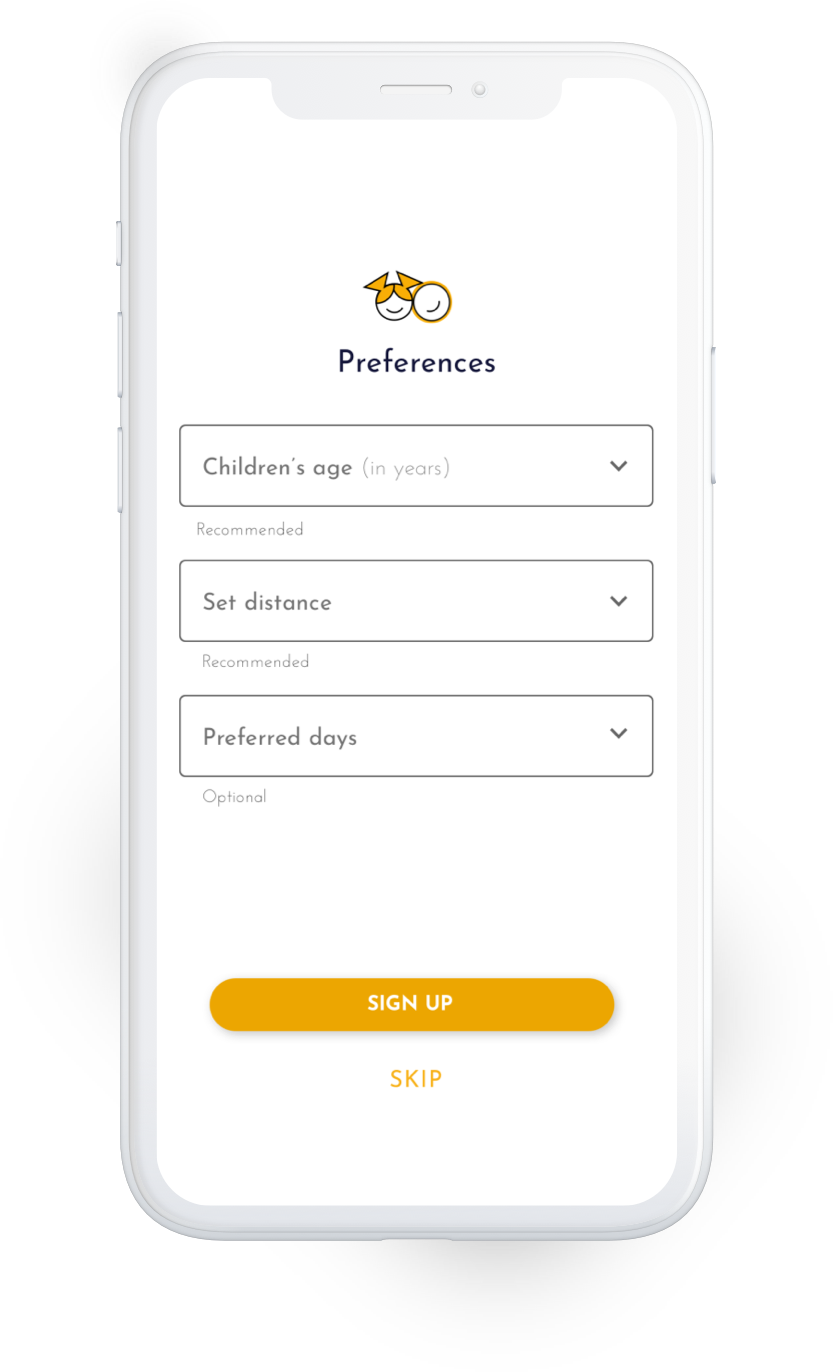 Preferences
Children's age (in years)
Recommended
Set distance
Recommended
Preferred days
Optional
SIGN UP
SKIP